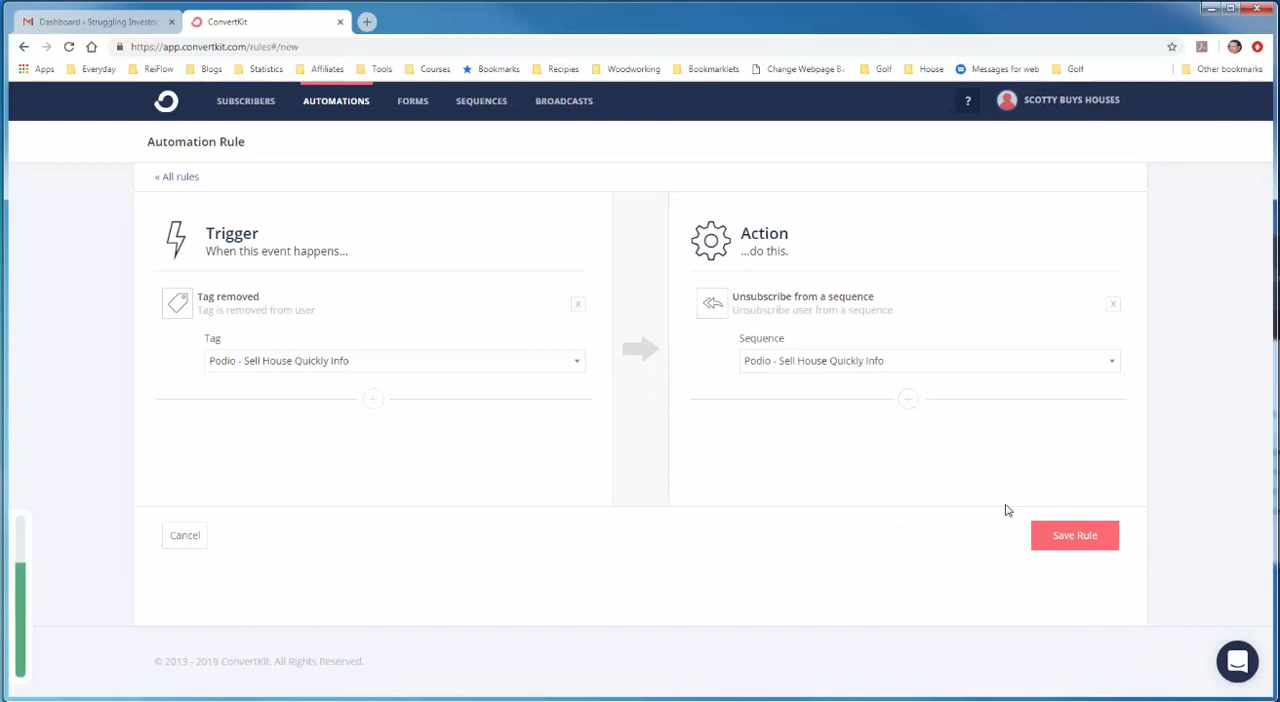 Dashboard ‹ Struggling Investor
ConvertKit
https://app.convertkit.com/rules#/new
Apps Everyday ReiFlow Blogs Statistics Affiliates Tools Courses Bookmarks Recipies Woodworking Bookmarklets Change Webpage Ba Golf House Messages for web Golf Other bookmarks
SUBSCRIBERS AUTOMATIONS FORMS SEQUENCES BROADCASTS ? SCOTTY BUYS HOUSES
Automation Rule
« All rules
Trigger
When this event happens...
Tag removed
Tag is removed from user
x
Tag
Podio - Sell House Quickly Info
Action
...do this.
Unsubscribe from a sequence
Unsubscribe user from a sequence
x
Sequence
Podio - Sell House Quickly Info
Cancel
Save Rule
© 2013 - 2019 ConvertKit. All Rights Reserved.